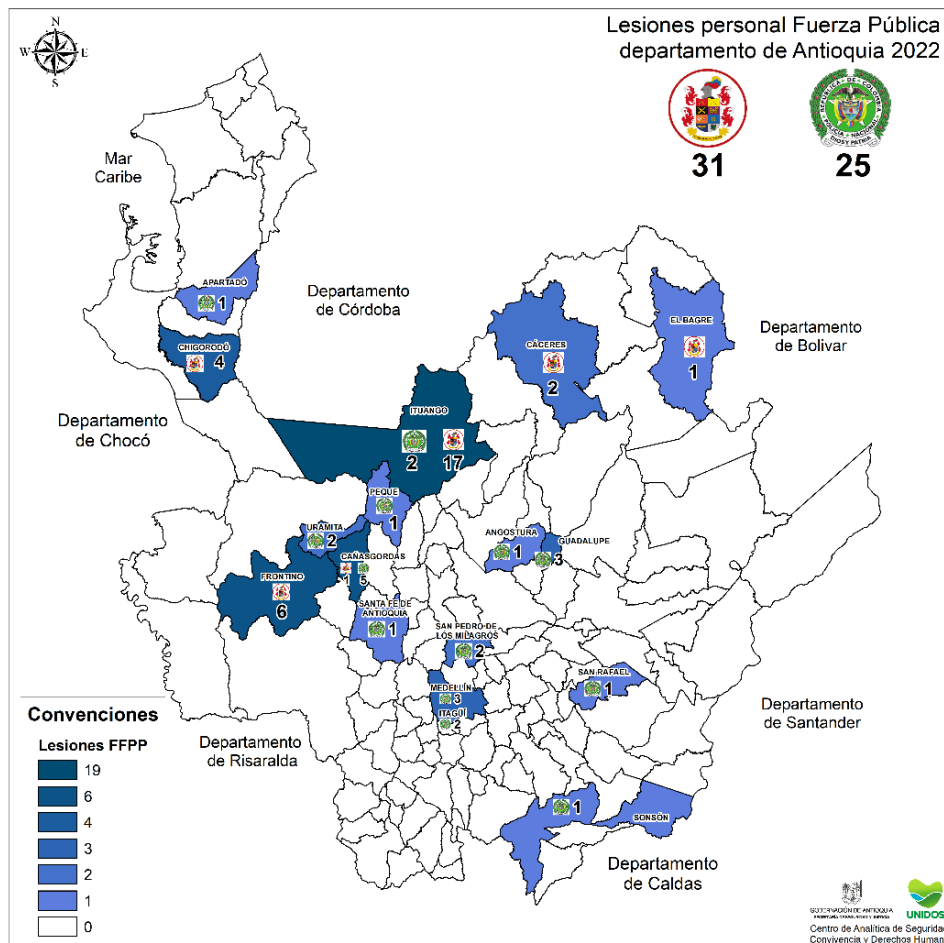 Lesiones personal Fuerza Pública
departamento de Antioquia 2022
31
25
N
W
E
S
Mar
Caribe
Departamento
de Córdoba
Departamento
de Bolivar
Departamento
de Chocó
APARTADÓ
1
CHIGORODÓ
4
CÁCERES
2
EL BAGRE
1
ITUANGO
2
17
PEQUE
1
URAMITA
2
CAÑASGORDAS
1
5
FRONTINO
6
ANGOSTURA
1
GUADALUPE
3
SANTA FE DE
ANTIOQUIA
1
SAN PEDRO DE
LOS MILAGROS
2
MEDELLÍN
3
ITAGÜÍ
2
SAN RAFAEL
1
1
SONSÓN
Departamento
de Santander
Departamento
de Risaralda
Departamento
de Caldas
Convenciones
Lesiones FFPP
19
6
4
3
2
1
0
GOBERNACIÓN DE ANTIOQUIA
UNIDOS
Centro de Analítica de Segurida
Convivencia y Derechos Human